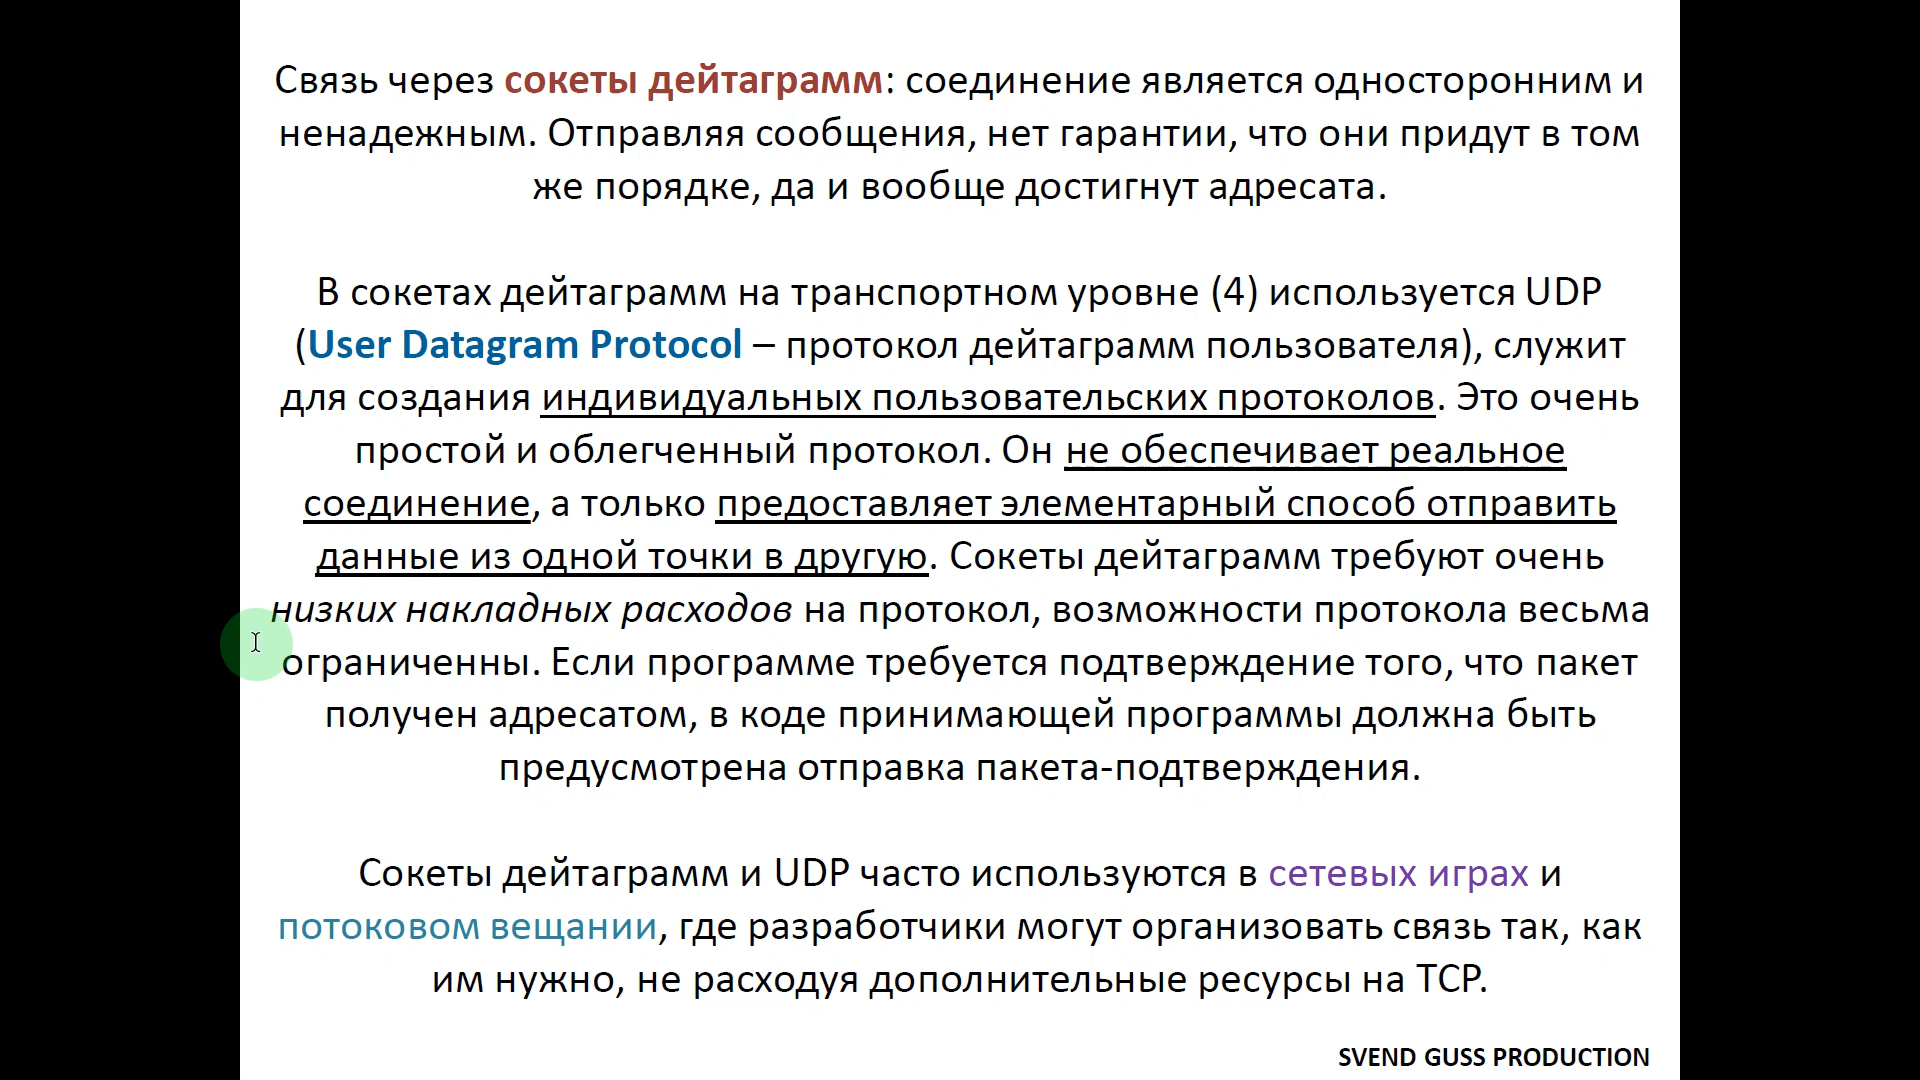 Связь через сокеты дейтаграмм: соединение является односторонним и
ненадежным. Отправляя сообщения, нет гарантии, что они придут в том
же порядке, да и вообще достигнут адресата.
В сокетах дейтаграмм на транспортном уровне (4) используется UDP
(User Datagram Protocol – протокол дейтаграмм пользователя), служит
для создания индивидуальных пользовательских протоколов. Это очень
простой и облегченный протокол. Он не обеспечивает реальное
соединение, а только предоставляет элементарный способ отправить
данные из одной точки в другую. Сокеты дейтаграмм требуют очень
низких накладных расходов на протокол, возможности протокола весьма
ограниченны. Если программе требуется подтверждение того, что пакет
получен адресатом, в коде принимающей программы должна быть
предусмотрена отправка пакета-подтверждения.
Сокеты дейтаграмм и UDP часто используются в сетевых играх и
потоковом вещании, где разработчики могут организовать связь так, как
им нужно, не расходуя дополнительные ресурсы на TCP.
SVEND GUSS PRODUCTION